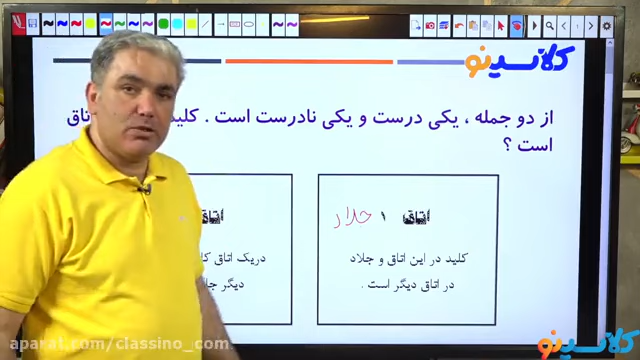 کلاسینو
از دو جمله ، یکی درست و یکی نادرست است . کلید
تاق
است ؟
اتاق ۱ جلاد
کلید در این اتاق و جلاد
در اتاق دیگر است .
اتاق
دریک اتاق
دیگر
aparat.com/classino_com
کلاسینو